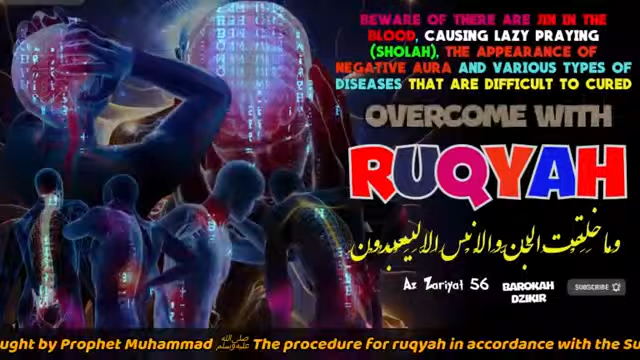 BEWARE OF THERE ARE JIN IN THE
BLOOD, CAUSING LAZY PRAYING
(SHOLAH), THE APPEARANCE OF
NEGATIVE AURA AND VARIOUS TYPES OF
DISEASES THAT ARE DIFFICULT TO CURED
OVERCOME WITH
RUQYAH
وما خلقت الجن والانس الا ليعبدون
Az Zariyat 56
BAROKAH
DZIKIR
SUBSCRIBE
ught by Prophet Muhammad ﷺ The procedure for ruqyah in accordance with the Su